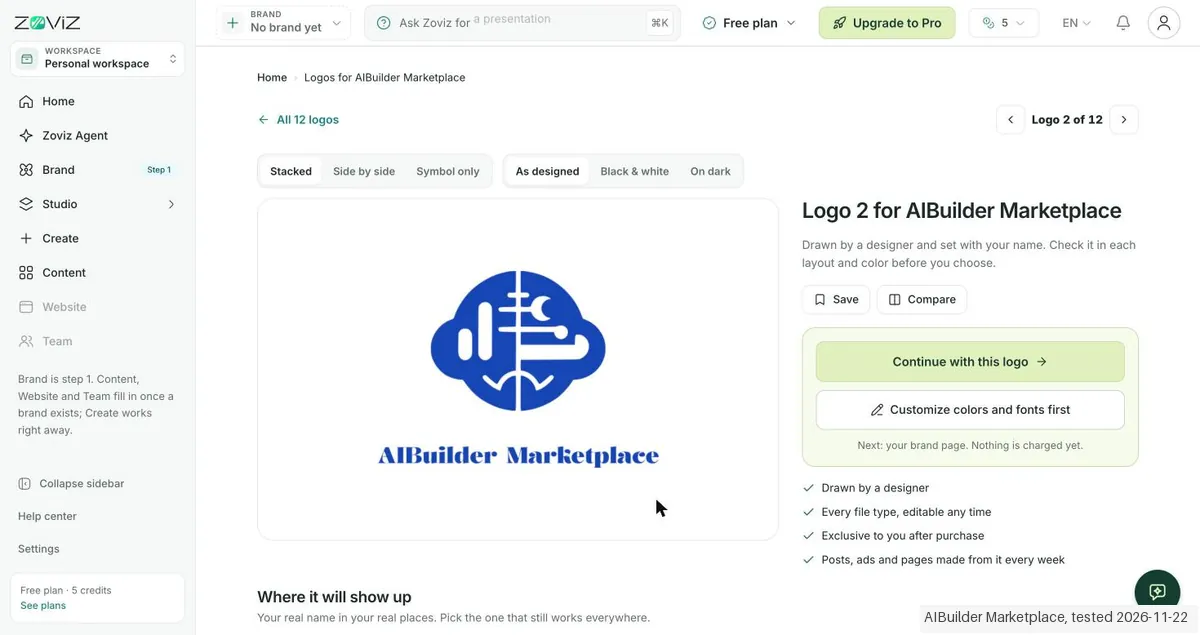 ZOVIZ
BRAND
No brand yet
Ask Zoviz for a presentation
⌘K
Free plan
Upgrade to Pro
5
EN
WORKSPACE
Personal workspace
Home
Zoviz Agent
Brand
Step 1
Studio
Create
Content
Website
Team
Brand is step 1. Content,
Website and Team fill in once a
brand exists; Create works
right away.
Collapse sidebar
Help center
Settings
Free plan · 5 credits
See plans
Home › Logos for AIBuilder Marketplace
← All 12 logos
Logo 2 of 12
Stacked
Side by side
Symbol only
As designed
Black & white
On dark
AIBuilder Marketplace
Logo 2 for AIBuilder Marketplace
Drawn by a designer and set with your name. Check it in each
layout and color before you choose.
Save
Compare
Continue with this logo →
Customize colors and fonts first
Next: your brand page. Nothing is charged yet.
Drawn by a designer
Every file type, editable any time
Exclusive to you after purchase
Posts, ads and pages made from it every week
Where it will show up
Your real name in your real places. Pick the one that still works everywhere.
AIBuilder Marketplace, tested 2026-11-22